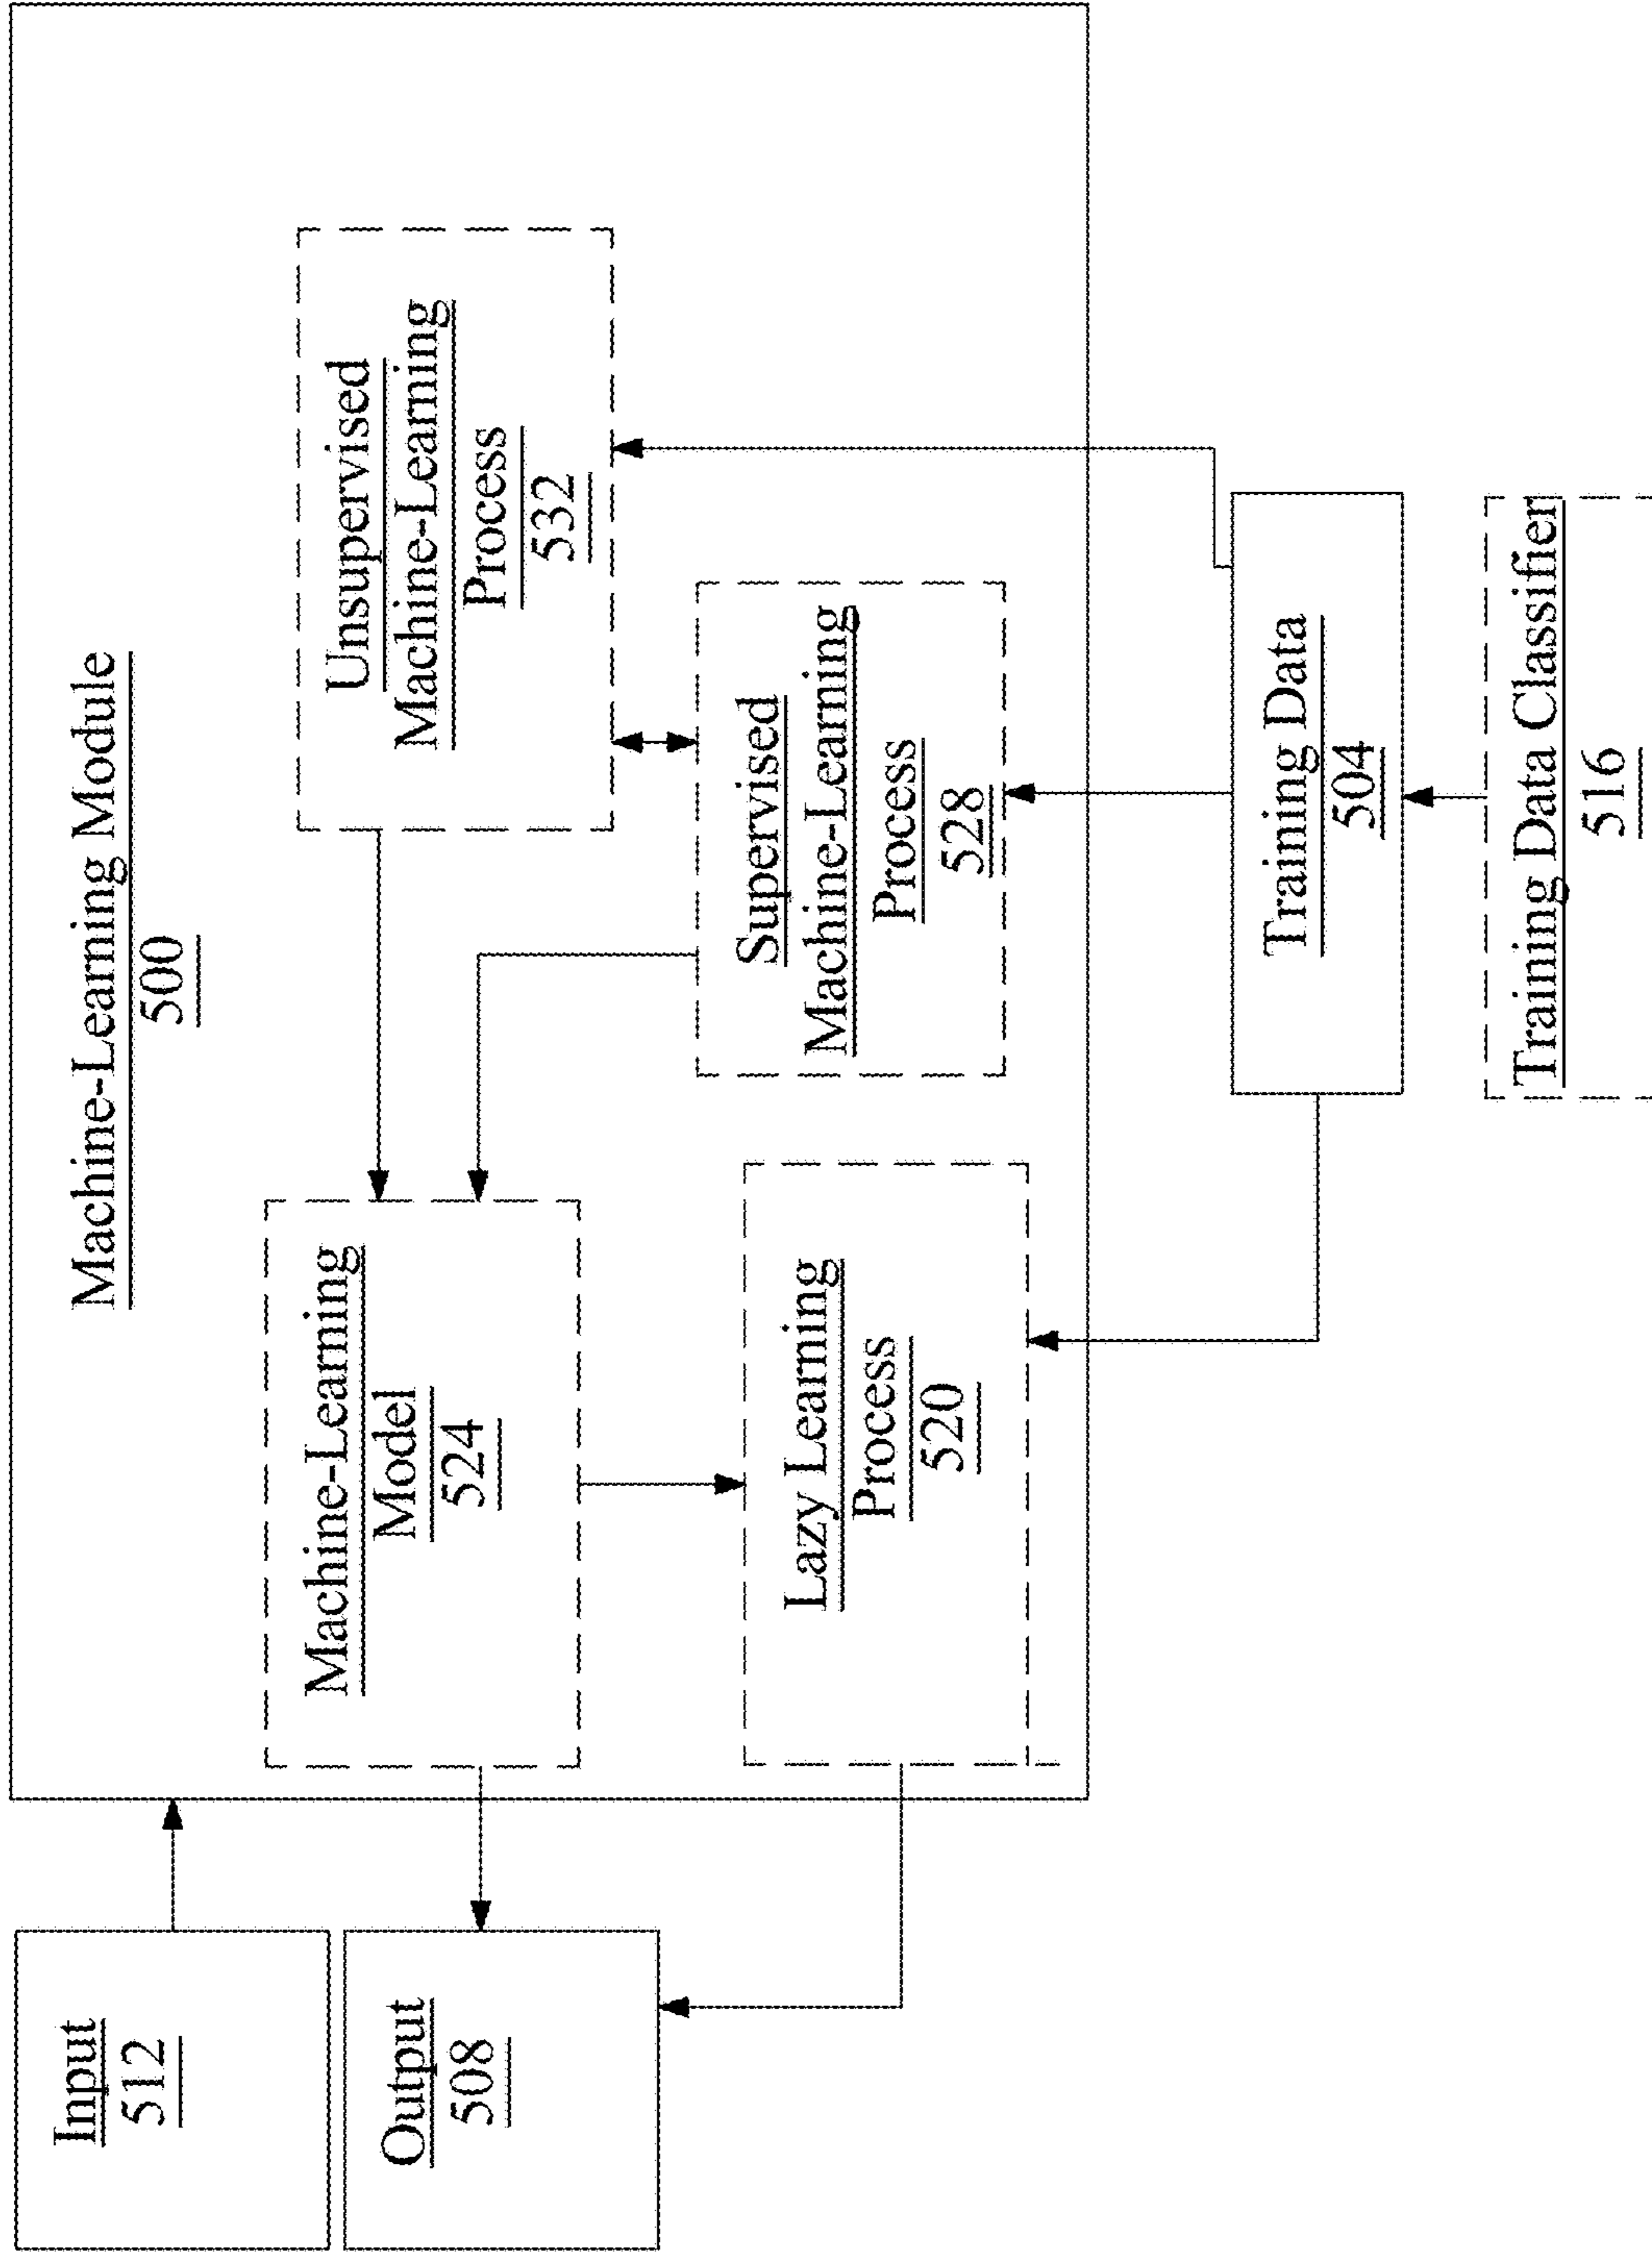 Machine-Learning Module
500
Input
512
Output
508
Machine-Learning
Model
524
Unsupervised
Machine-Learning
Process
532
Lazy Learning
Process
520
Supervised
Machine-Learning
Process
528
Training Data
504
Training Data Classifier
516